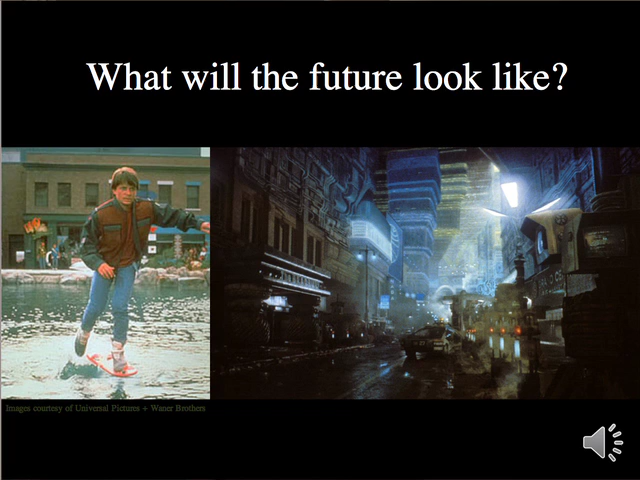 What will the future look like?
Images courtesy of Universal Pictures + Waner Brothers